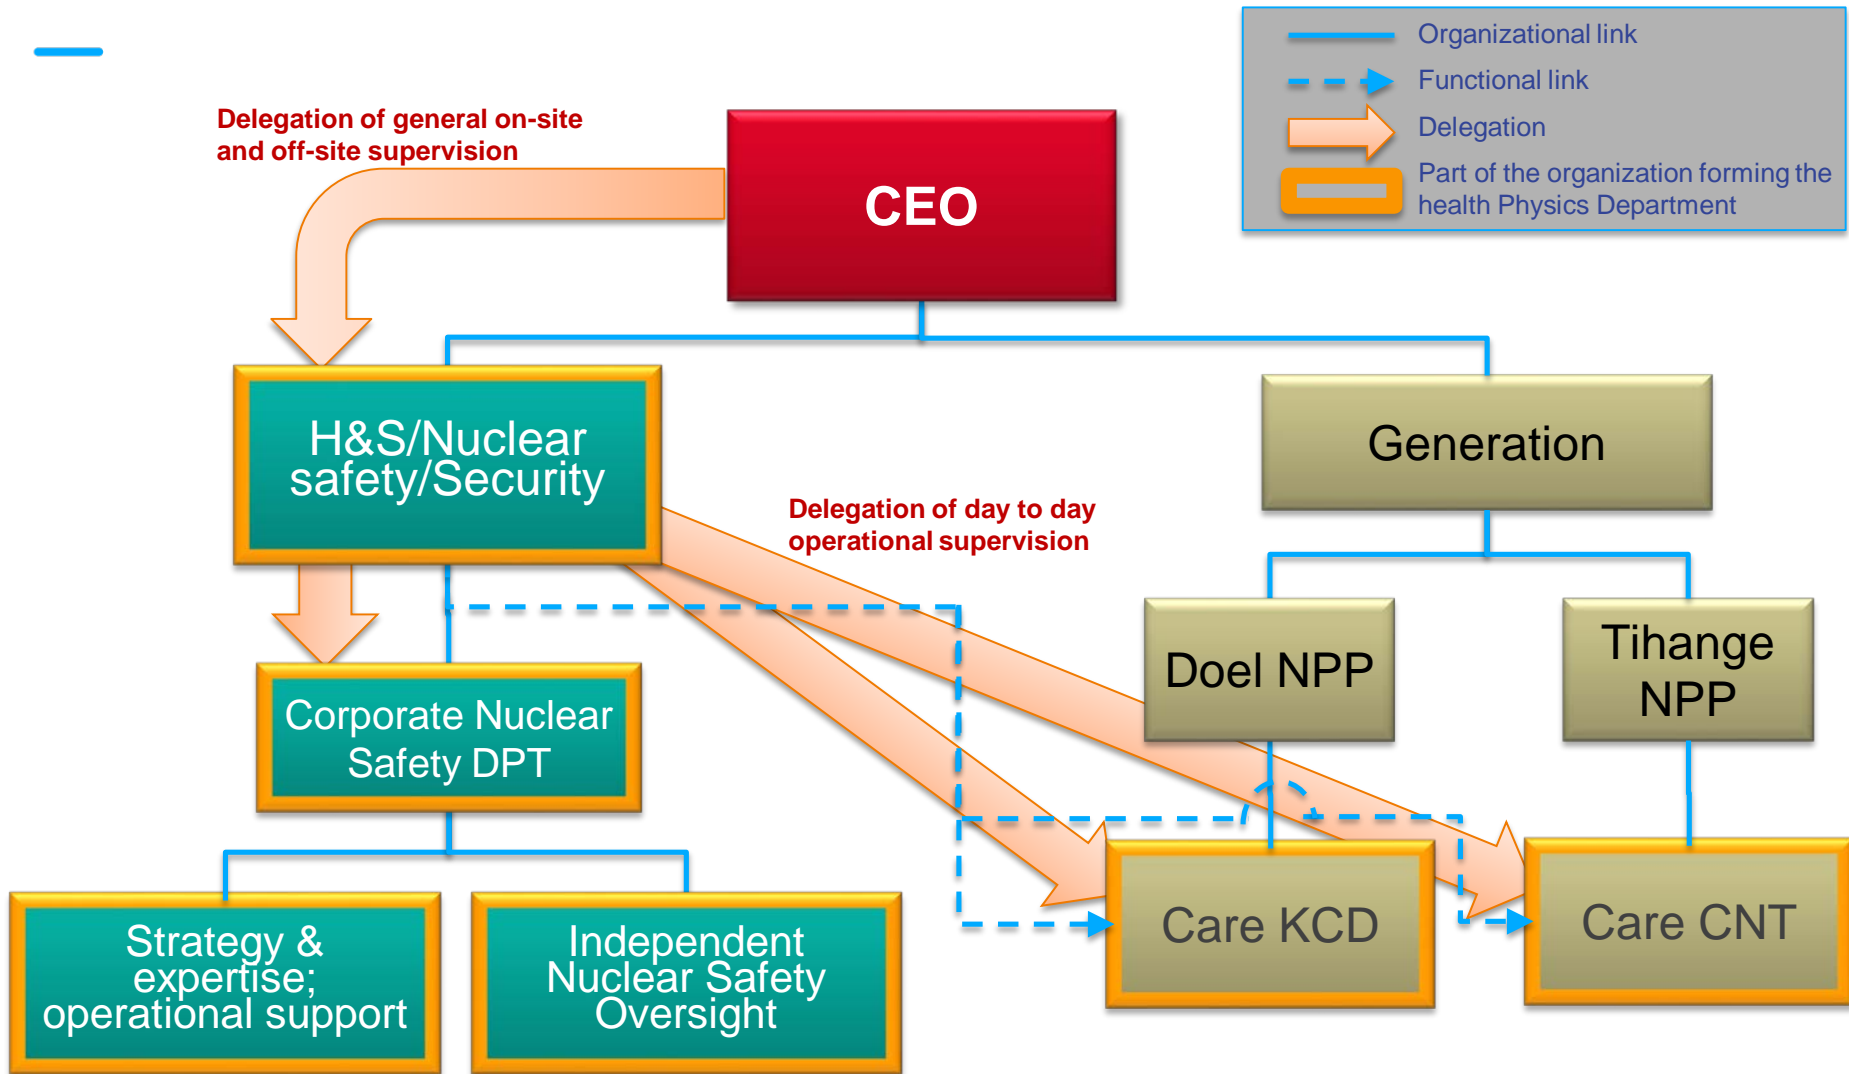 Organizational link
Functional link
Delegation
Part of the organization forming the
health Physics Department
Delegation of general on-site
and off-site supervision
CEO
H&S/Nuclear
safety/Security
Generation
Delegation of day to day
operational supervision
Doel NPP
Tihange
NPP
Corporate Nuclear
Safety DPT
Strategy &
expertise;
operational support
Independent
Nuclear Safety
Oversight
Care KCD
Care CNT